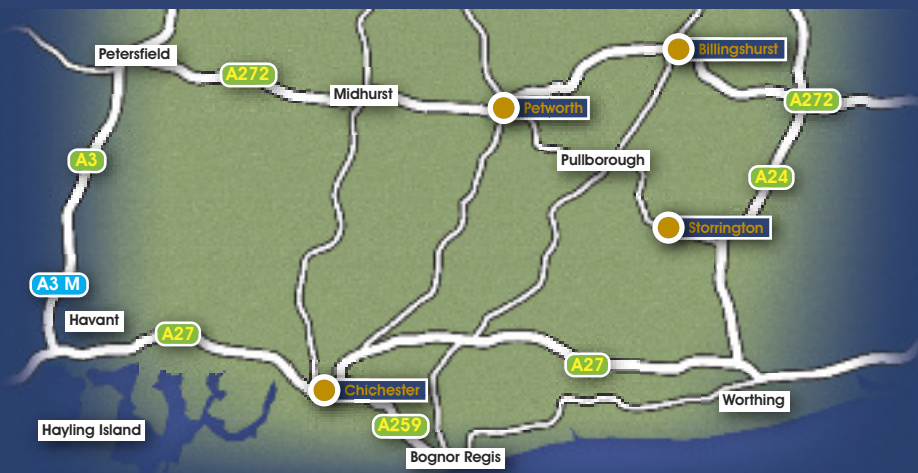 Billingshurst
Petersfield
A272
Midhurst
A272
Petworth
A3
Pullborough
A24
Storrington
A3 M
Havant
A27
A27
Chichester
Worthing
A259
Hayling Island
Bognor Regis